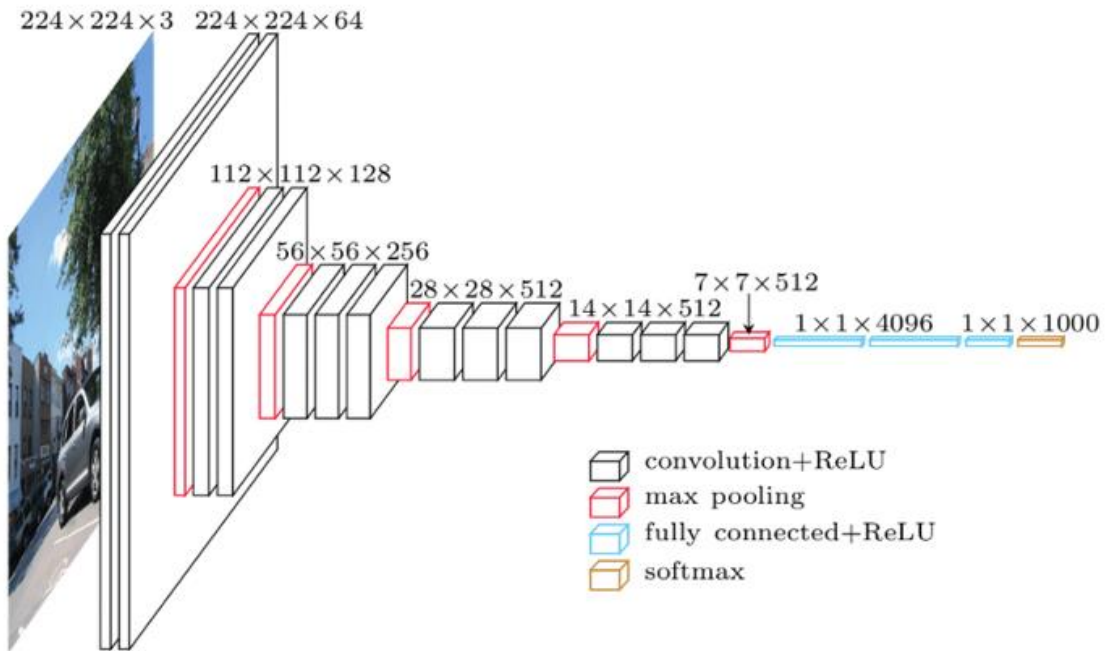 224×224×3
224×224×64
112×112×128
56×56×256
28×28×512
14×14×512
7×7×512
1×1×4096
1×1×1000
convolution+ReLU
max pooling
fully connected+ReLU
softmax